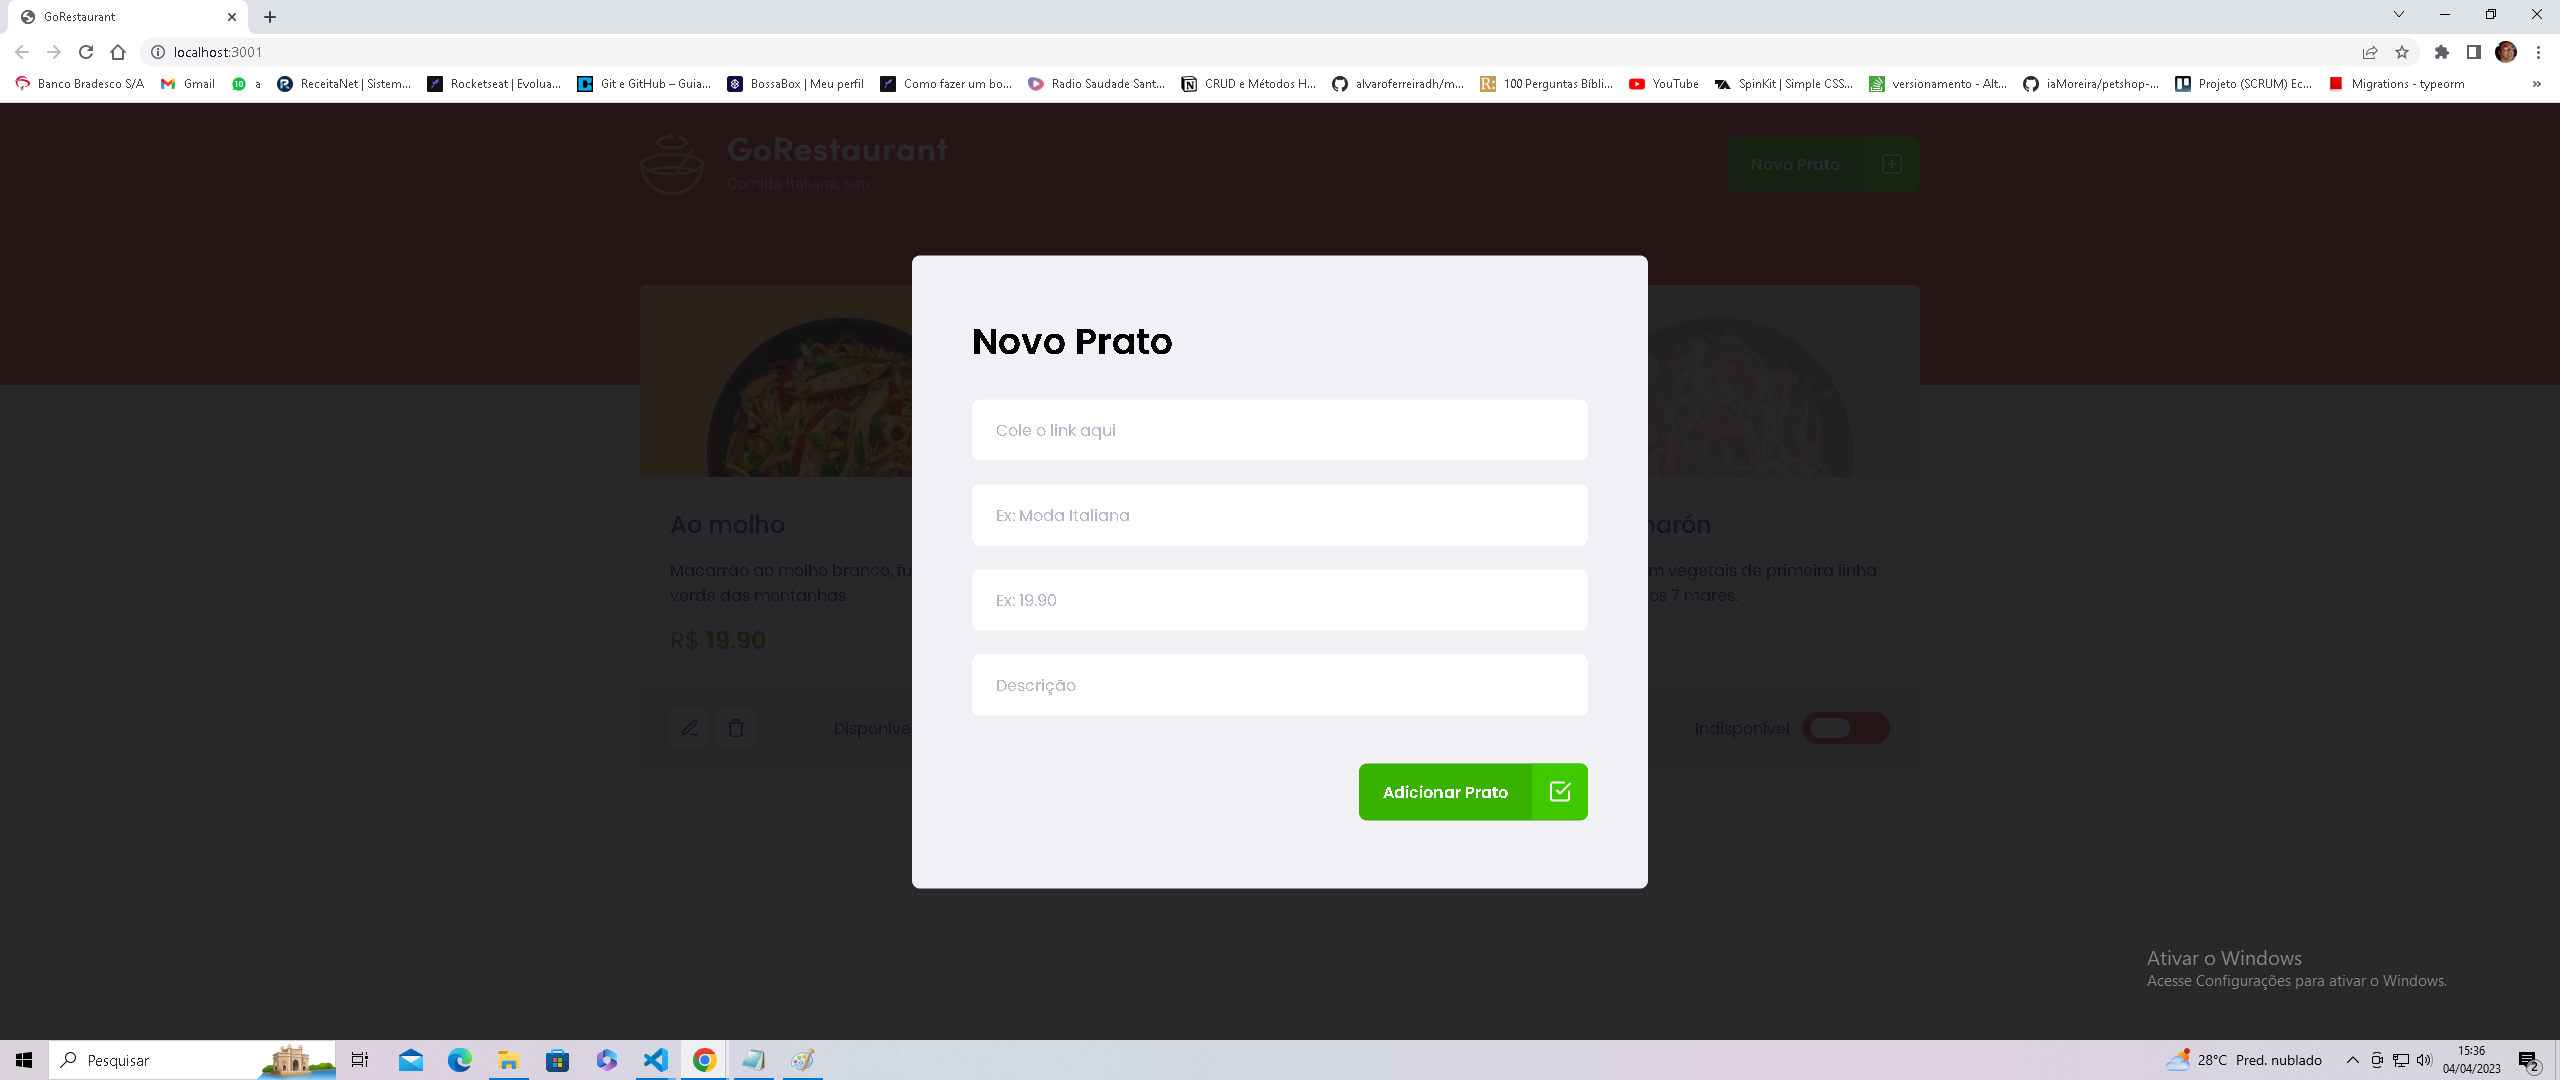 GoRestaurant
localhost:3001
Banco Bradesco S/A
Gmail
a
ReceitaNet | Sistem...
Rocketseat | Evolua...
Git e GitHub – Guia...
BossaBox | Meu perfil
Como fazer um bo...
Radio Saudade Sant...
CRUD e Métodos H...
alvaroferreiradh/m...
100 Perguntas Bíbli...
YouTube
SpinKit | Simple CSS...
versionamento - Alt...
iaMoreira/petshop-...
Projeto (SCRUM) Ec...
Migrations - typeorm
GoRestaurant
Comida Italiana, sim.
Novo Prato
Novo Prato
Cole o link aqui
Ex: Moda Italiana
Ex: 19.90
Descrição
Adicionar Prato
Ao molho
Macarrão ao molho branco, fu
verde das montanhas
R$ 19.90
Disponíve
arón
m vegetais de primeira linha
os 7 mares.
Indisponível
Ativar o Windows
Acesse Configurações para ativar o Windows.
Pesquisar
28°C Pred. nublado
15:36
04/04/2023
2